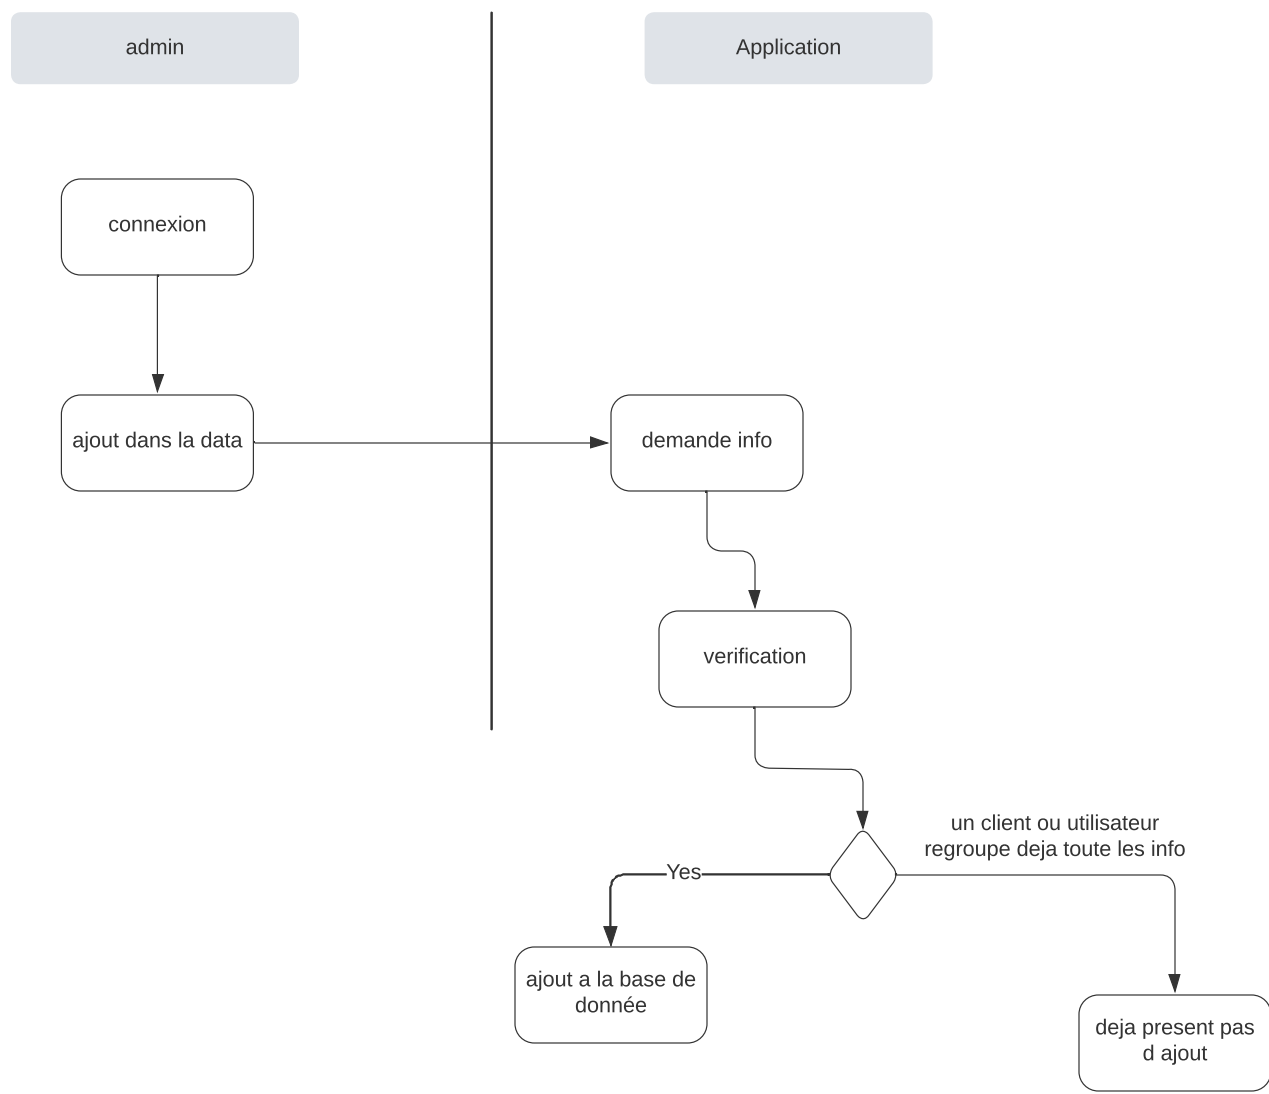 admin
Application
connexion
ajout dans la data
demande info
verification
un client ou utilisateur
regroupe deja toute les info
Yes
ajout a la base de
donnée
deja present pas
d ajout